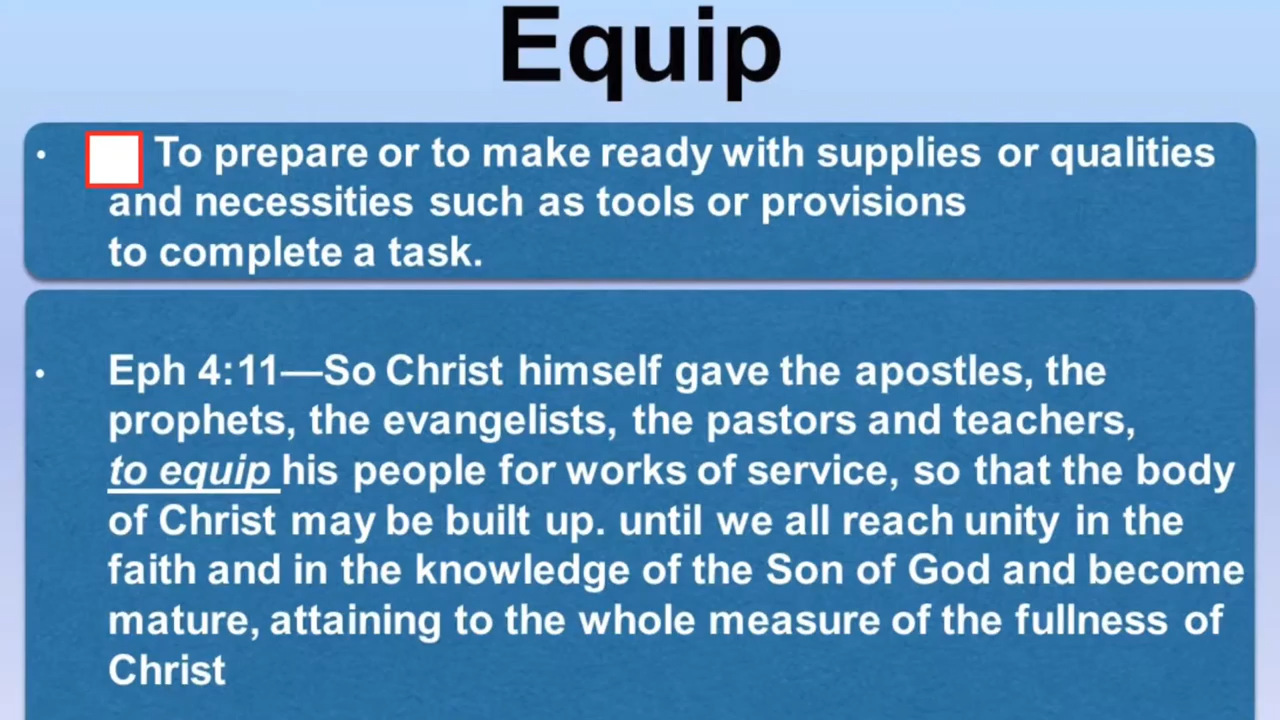 Equip
• To prepare or to make ready with supplies or qualities
and necessities such as tools or provisions
to complete a task.
• Eph 4:11—So Christ himself gave the apostles, the
prophets, the evangelists, the pastors and teachers,
to equip his people for works of service, so that the body
of Christ may be built up. until we all reach unity in the
faith and in the knowledge of the Son of God and become
mature, attaining to the whole measure of the fullness of
Christ